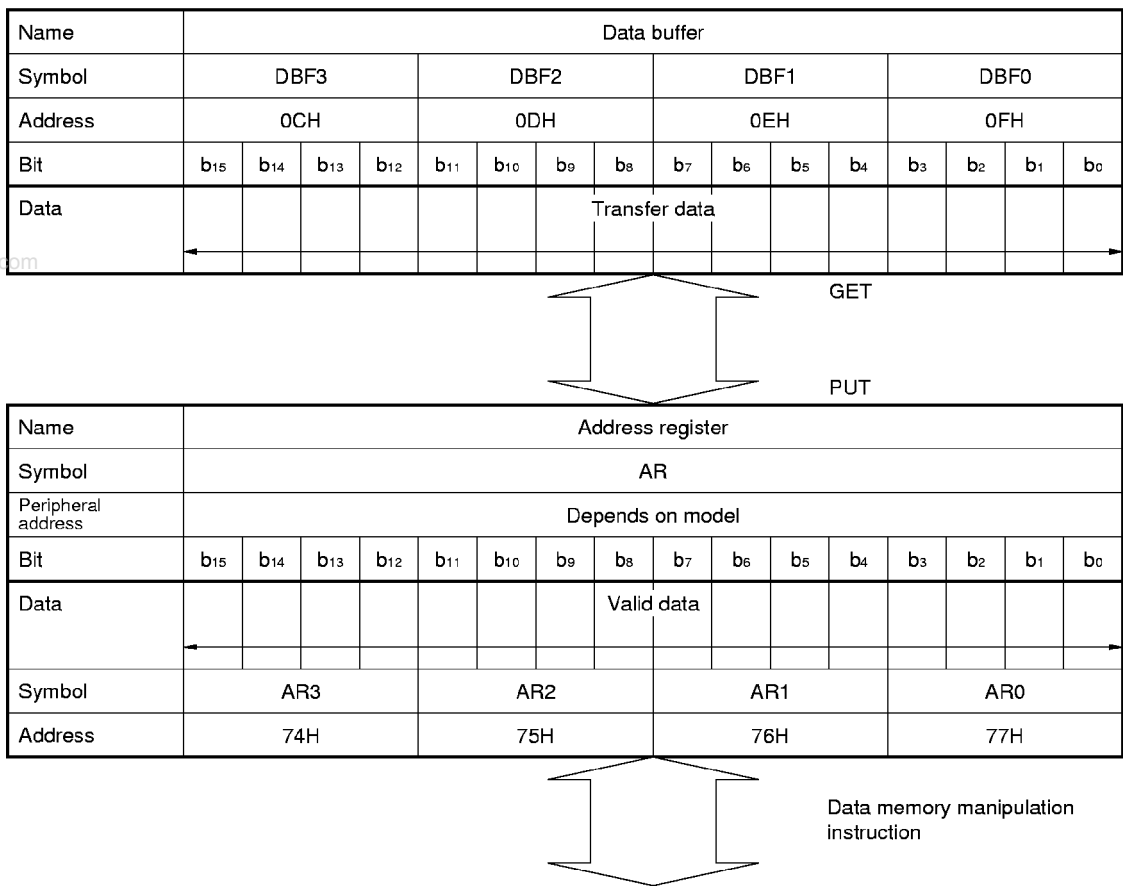 Name Data buffer
Symbol DBF3 DBF2 DBF1 DBF0
Address 0CH 0DH 0EH 0FH
Bit b15 b14 b13 b12 b11 b10 b9 b8 b7 b6 b5 b4 b3 b2 b1 b0
Data Transfer data
com
GET
PUT
Name Address register
Symbol AR
Peripheral
address Depends on model
Bit b15 b14 b13 b12 b11 b10 b9 b8 b7 b6 b5 b4 b3 b2 b1 b0
Data Valid data
Symbol AR3 AR2 AR1 AR0
Address 74H 75H 76H 77H
Data memory manipulation
instruction